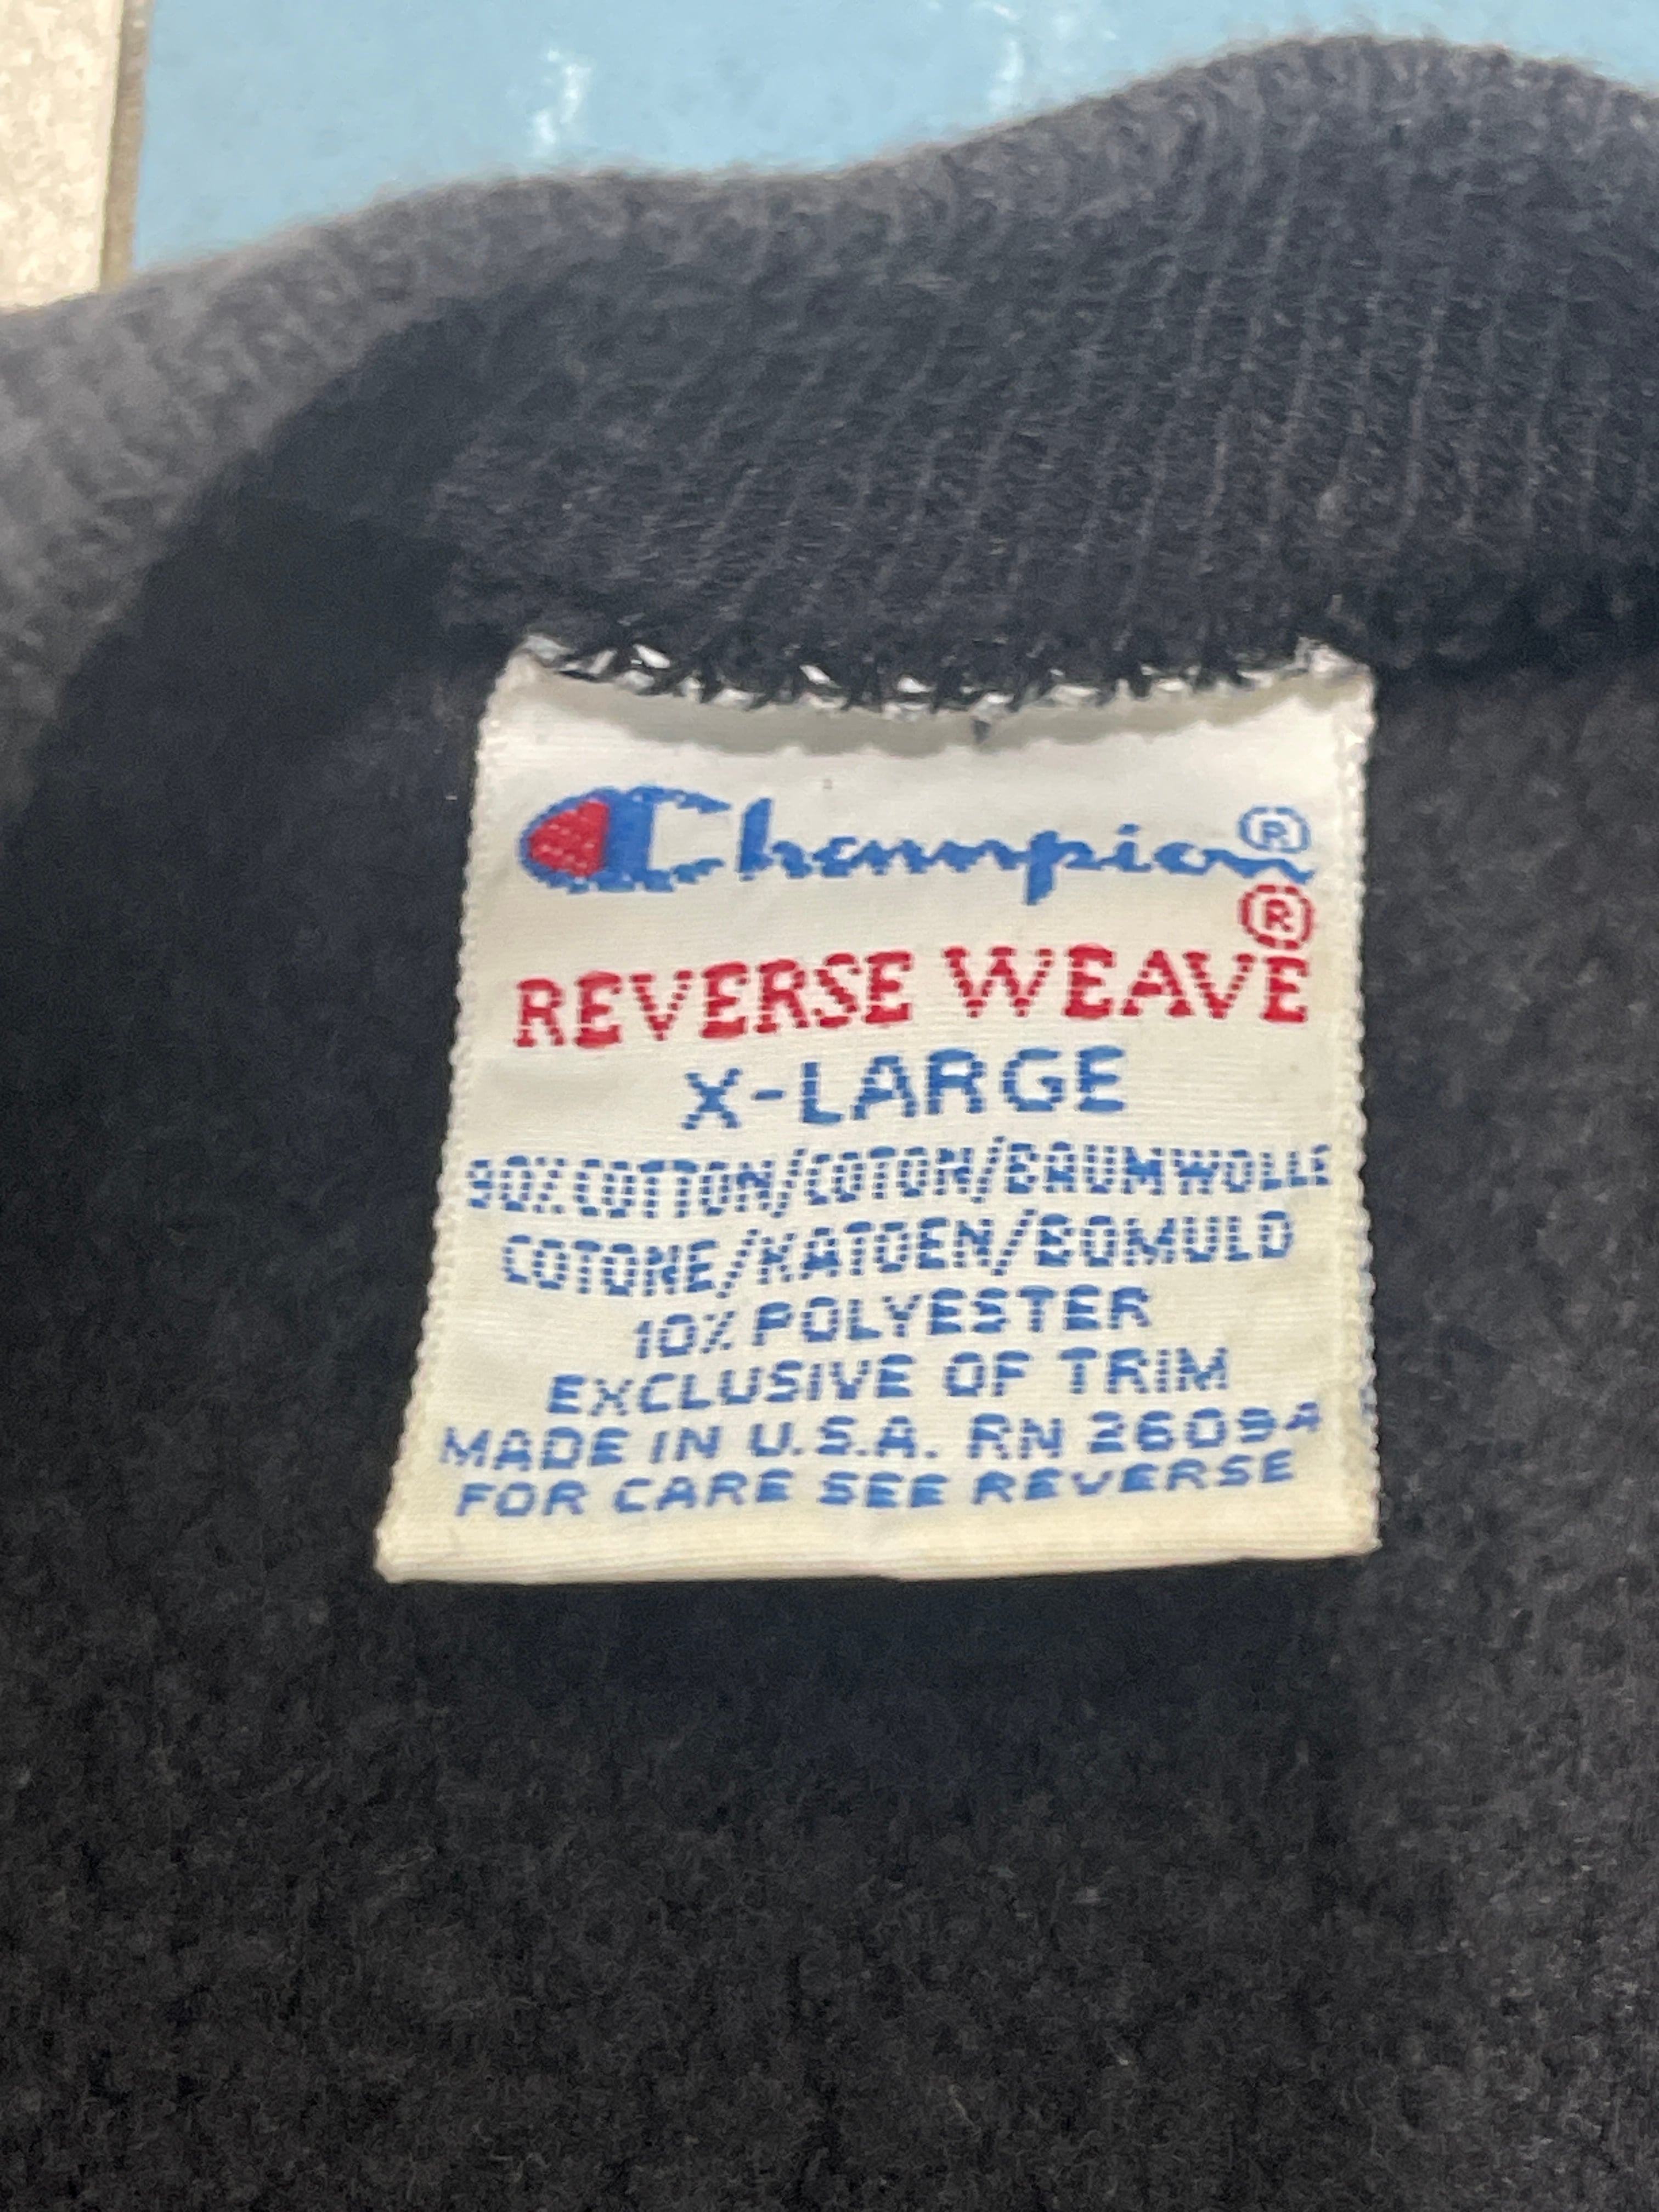 Champion®
REVERSE WEAVE®
X-LARGE
90% COTTON/COTON/BAUMWOLLE
COTONE/KATOEN/BOMULD
10% POLYESTER
EXCLUSIVE OF TRIM
MADE IN U.S.A. RN 26094
FOR CARE SEE REVERSE